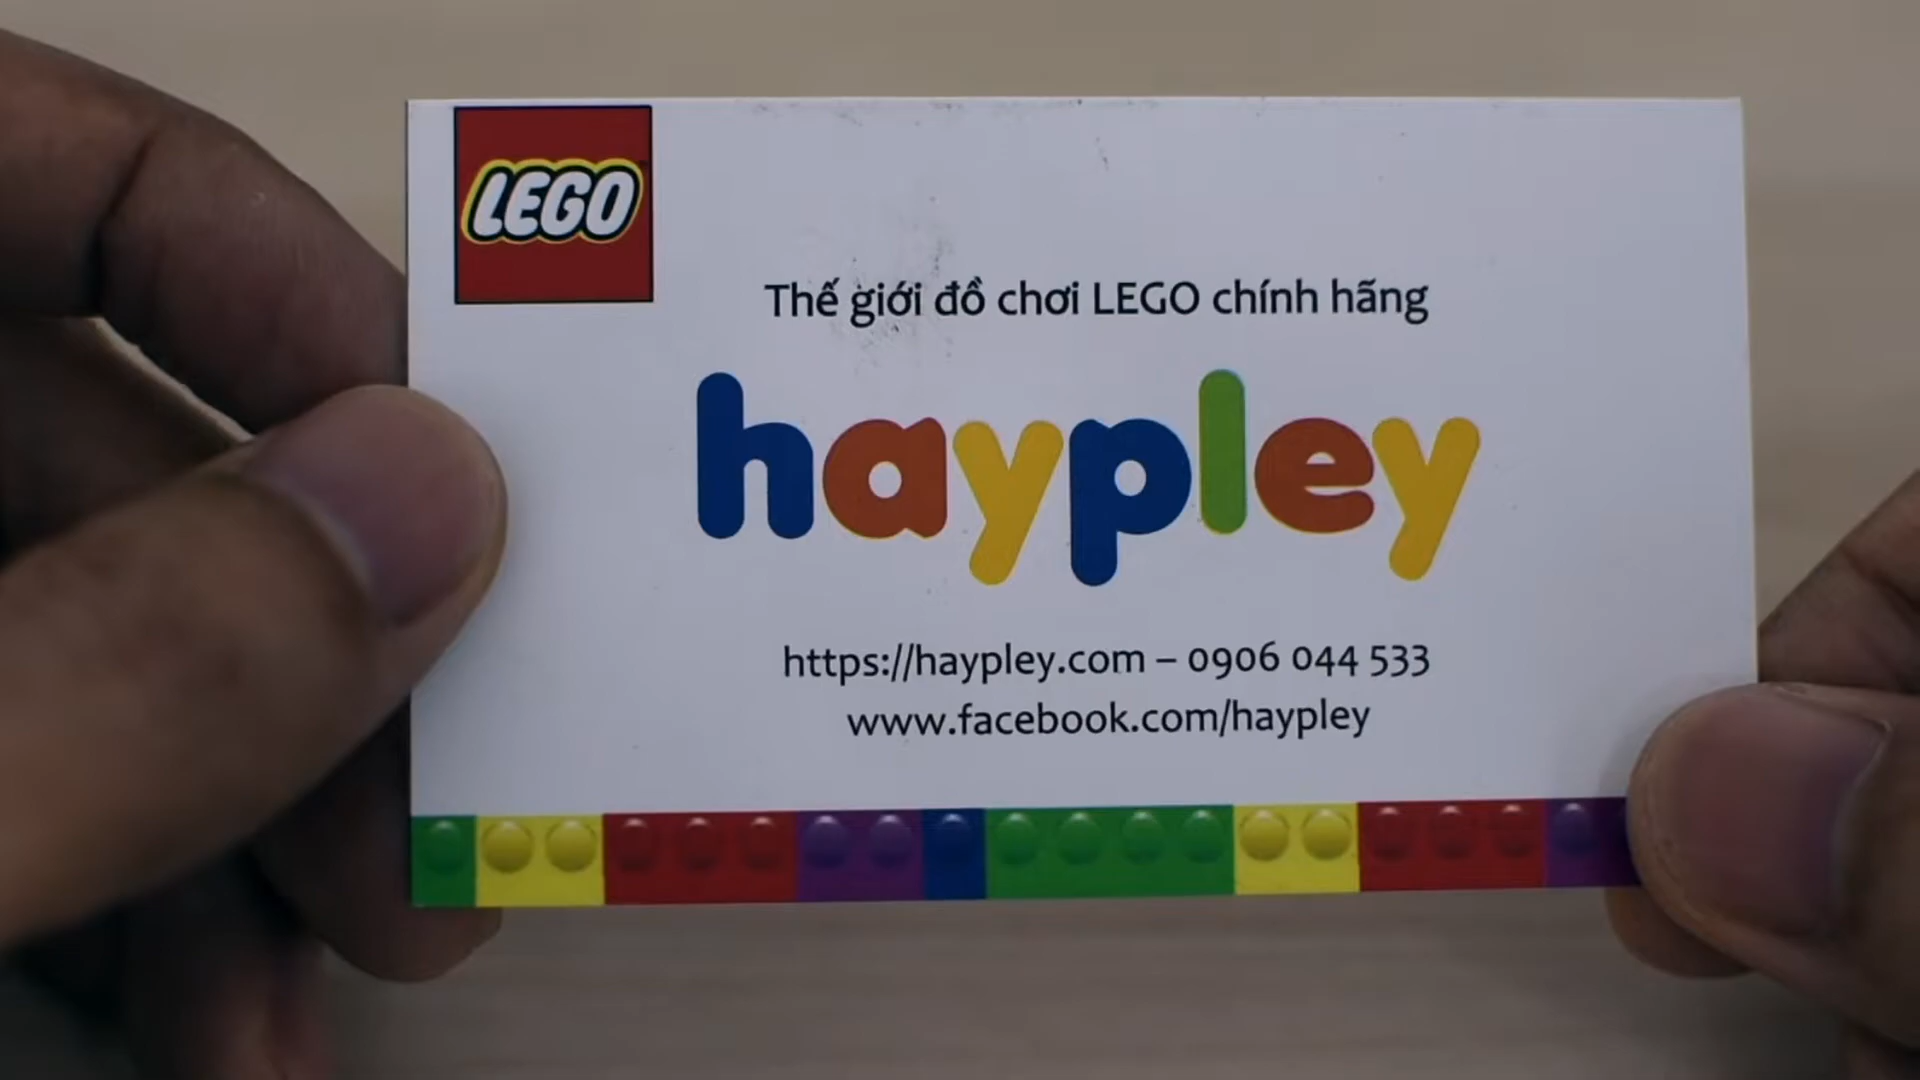 LEGO
Thế giới đồ chơi LEGO chính hãng
haypley
https://haypley.com – 0906 044 533
www.facebook.com/haypley